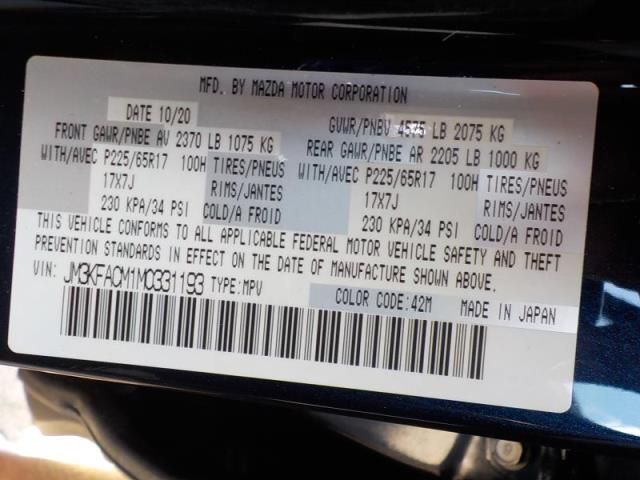 MFD. BY MAZDA MOTOR CORPORATION
DATE 10/20 GVWR/PNBV 4575 LB 2075 KG
FRONT GAWR/PNBE AV 2370 LB 1075 KG REAR GAWR/PNBE AR 2205 LB 1000 KG
WITH/AVEC P225/65R17 100H TIRES/PNEUS WITH/AVEC P225/65R17 100H TIRES/PNEUS
17X7J RIMS/JANTES 17X7J RIMS/JANTES
230 KPA/34 PSI COLD/A FROID 230 KPA/34 PSI COLD/A FROID
THIS VEHICLE CONFORMS TO ALL APPLICABLE FEDERAL MOTOR VEHICLE SAFETY AND THEFT
PREVENTION STANDARDS IN EFFECT ON THE DATE OF MANUFACTURE SHOWN ABOVE.
VIN: JM3KFACM1M0331193 TYPE:MPV
COLOR CODE:42M MADE IN JAPAN